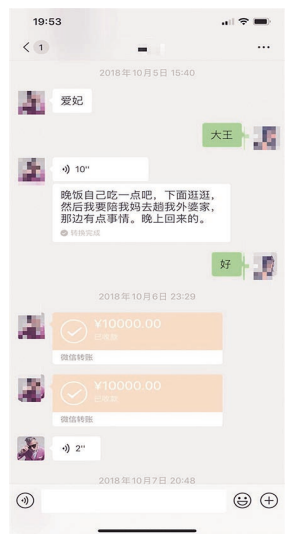 19:53
1
2018年10月5日 15:40
爱妃
大王
10"
晚饭自己吃一点吧，下面逛逛，
然后我要陪我妈去趟我外婆家，
那边有点事情。晚上回来的。
转换完成
好
2018年10月6日 23:29
¥10000.00
已收款
微信转账
¥10000.00
已收款
微信转账
2"
2018年10月7日 20:48